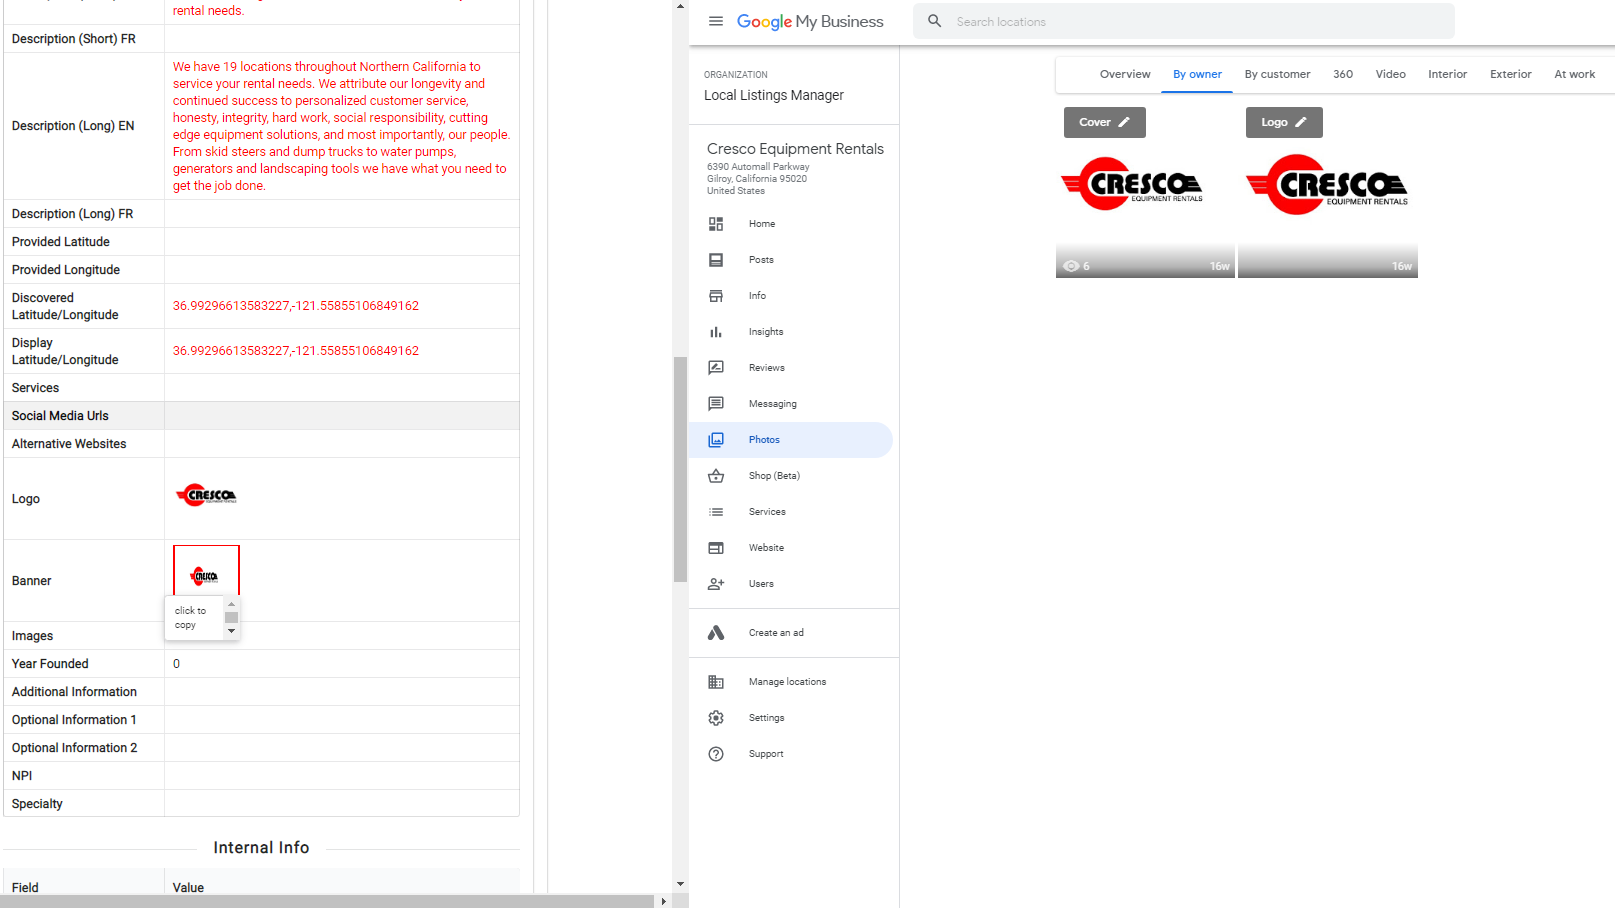 rental needs.
Description (Short) FR
Description (Long) EN
We have 19 locations throughout Northern California to
service your rental needs. We attribute our longevity and
continued success to personalized customer service,
honesty, integrity, hard work, social responsibility, cutting
edge equipment solutions, and most importantly, our people.
From skid steers and dump trucks to water pumps,
generators and landscaping tools we have what you need to
get the job done.
Description (Long) FR
Provided Latitude
Provided Longitude
Discovered
Latitude/Longitude
36.99296613583227,-121.55855106849162
Display
Latitude/Longitude
36.99296613583227,-121.55855106849162
Services
Social Media Urls
Alternative Websites
Logo
CRESCO
EQUIPMENT RENTALS
Banner
CRESCO
click to
copy
Images
Year Founded
0
Additional Information
Optional Information 1
Optional Information 2
NPI
Specialty
Internal Info
Field
Value
Google My Business
Search locations
ORGANIZATION
Local Listings Manager
Cresco Equipment Rentals
6390 Automall Parkway
Gilroy, California 95020
United States
Home
Posts
Info
Insights
Reviews
Messaging
Photos
Shop (Beta)
Services
Website
Users
Create an ad
Manage locations
Settings
Support
Overview
By owner
By customer
360
Video
Interior
Exterior
At work
Cover
CRESCO
EQUIPMENT RENTALS
6
16w
Logo
CRESCO
EQUIPMENT RENTALS
16w